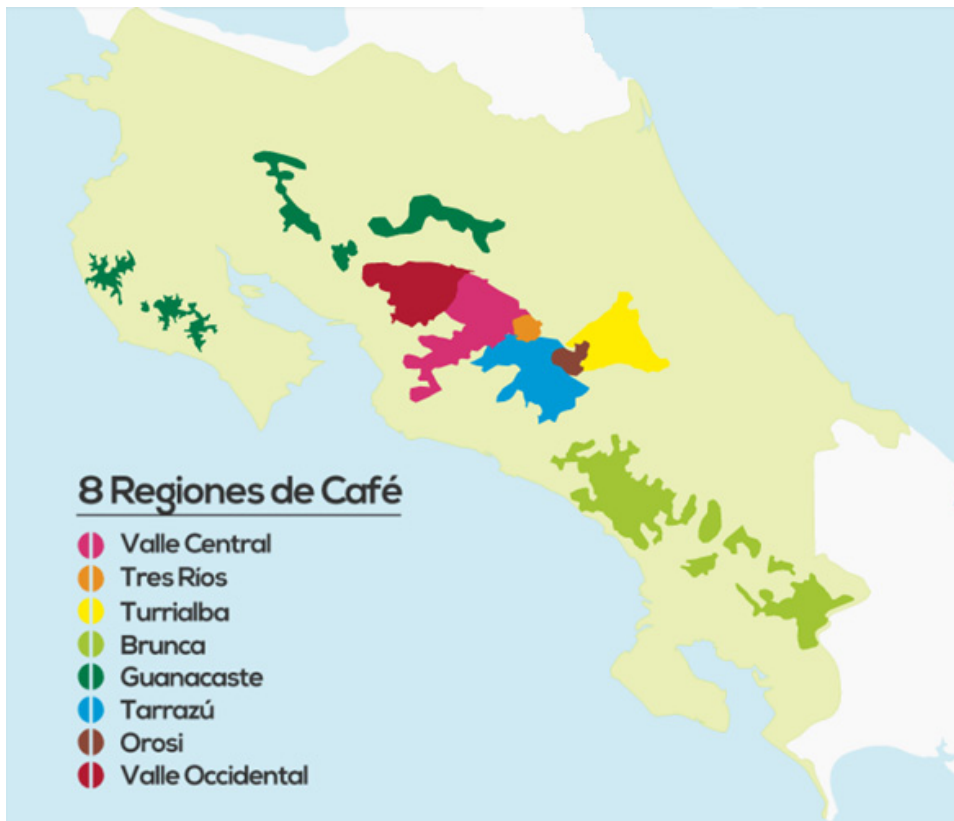 8 Regiones de Café
Valle Central
Tres Ríos
Turrialba
Brunca
Guanacaste
Tarrazú
Orosi
Valle Occidental